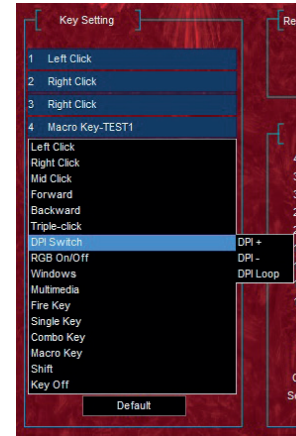 Key Setting
Re
1 Left Click
2 Right Click
3 Right Click
4 Macro Key-TEST1
Left Click
Right Click
Mid Click
Forward
Backward
Triple-click
DPI Switch
DPI +
RGB On/Off
DPI -
Windows
DPI Loop
Multimedia
Fire Key
Single Key
Combo Key
Macro Key
Shift
Key Off
Default